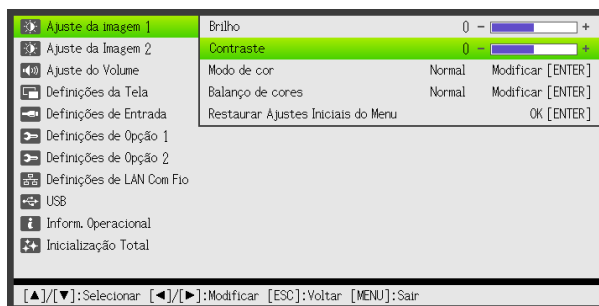 Ajuste da imagem 1
Ajuste da Imagem 2
Ajuste do Volume
Definições da Tela
Definições de Entrada
Definições de Opção 1
Definições de Opção 2
Definições de LAN Com Fio
USB
Inform. Operacional
Inicialização Total
Brilho 0 - +
Contraste 0 - +
Modo de cor Normal Modificar [ENTER]
Balanço de cores Normal Modificar [ENTER]
Restaurar Ajustes Iniciais do Menu OK [ENTER]
[▲]/[▼]:Selecionar [◀]/[▶]:Modificar [ESC]:Voltar [MENU]:Sair